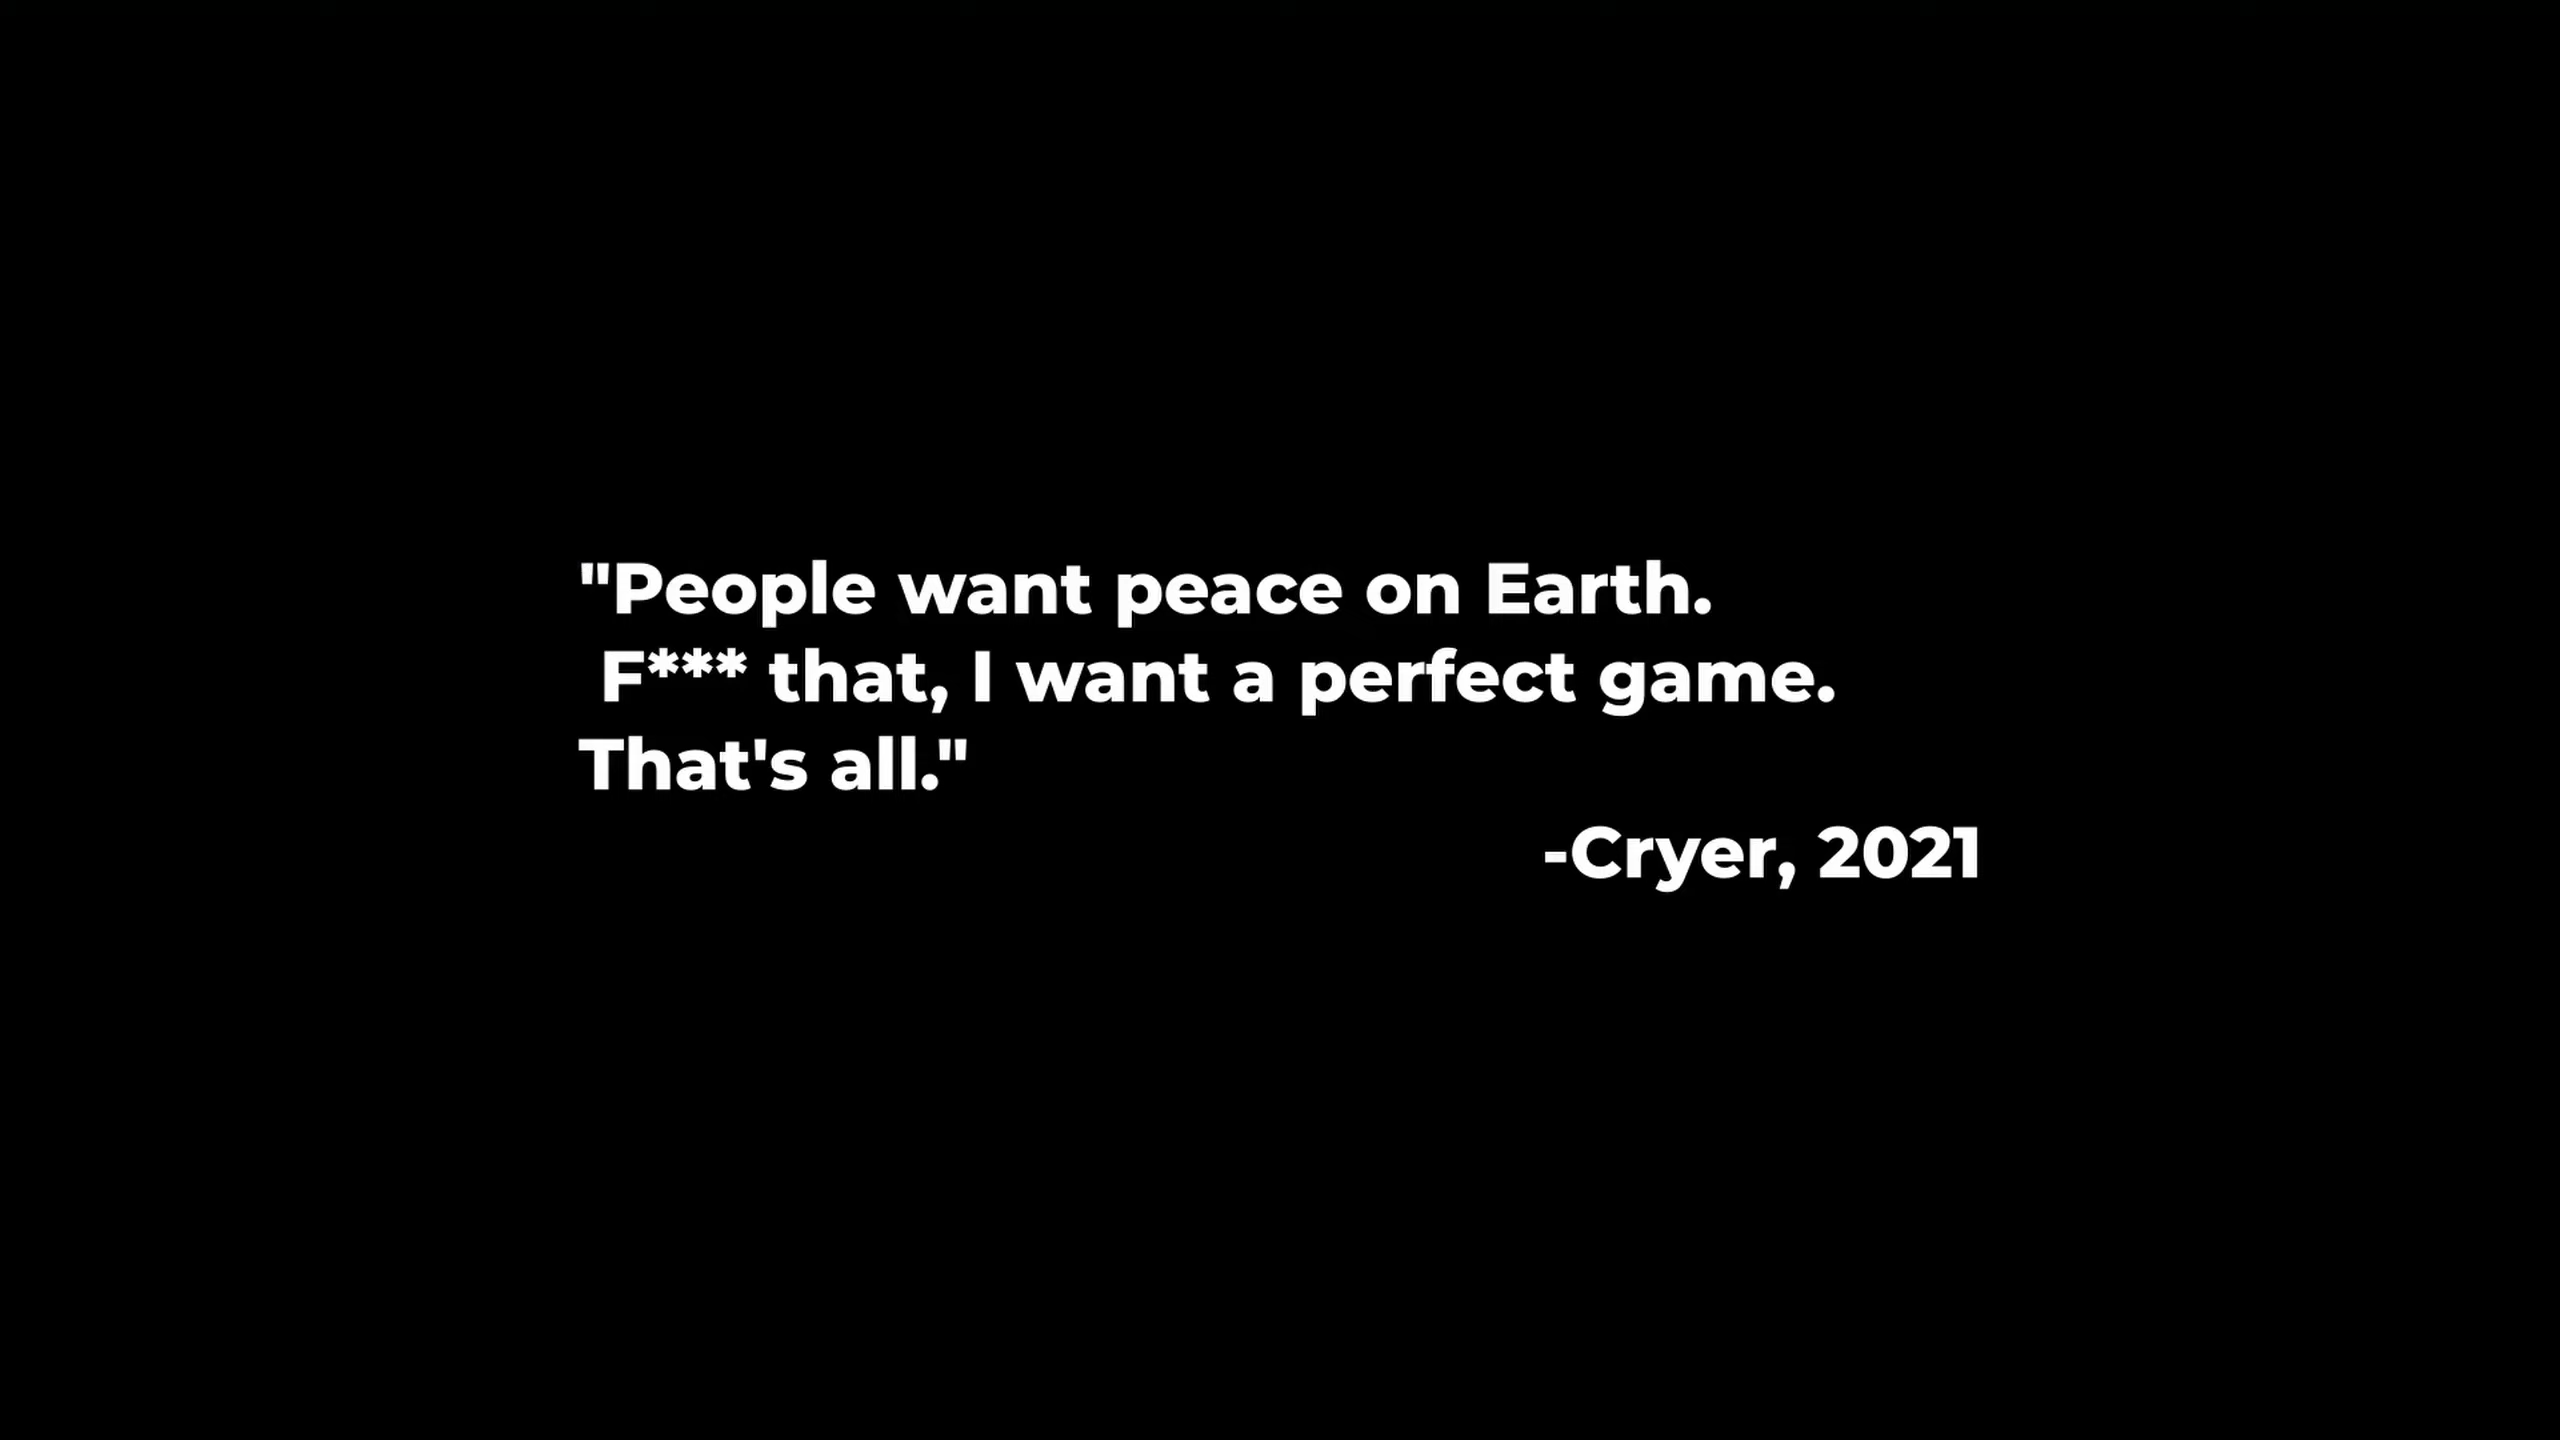 "People want peace on Earth.
F*** that, I want a perfect game.
That's all."
-Cryer, 2021